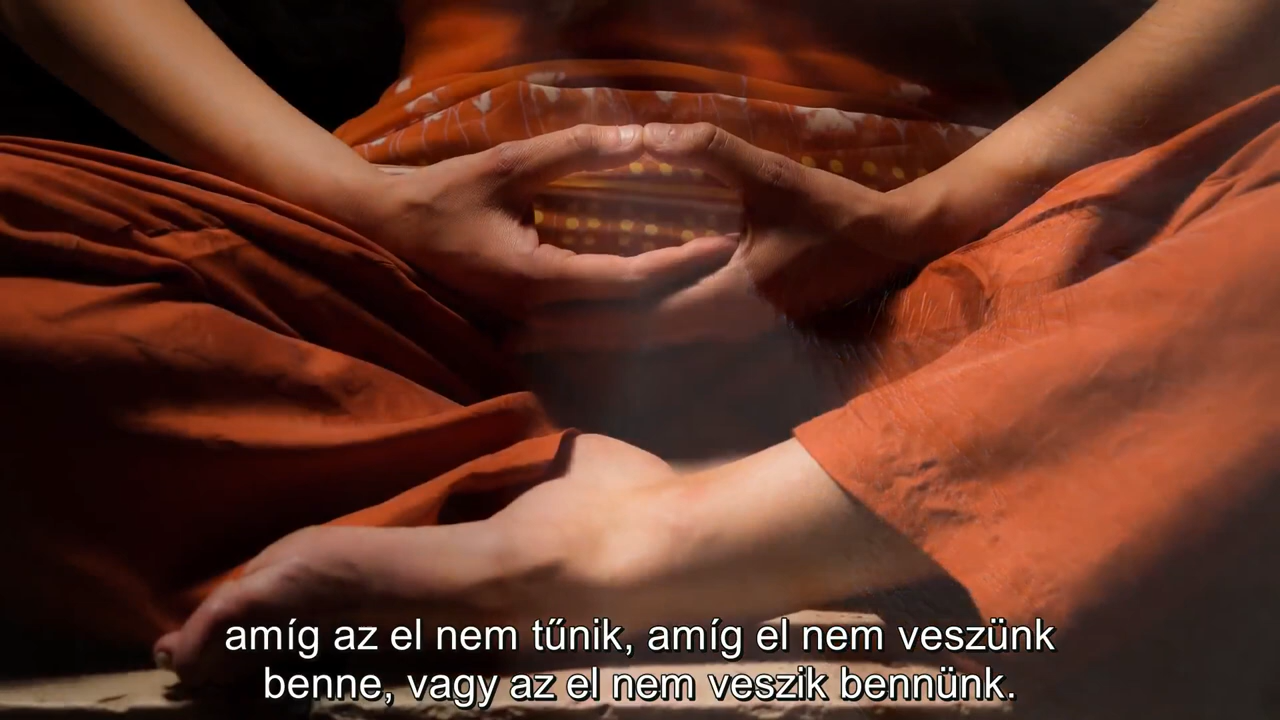 amíg az el nem tűnik, amíg el nem veszünk
benne, vagy az el nem veszik bennünk.